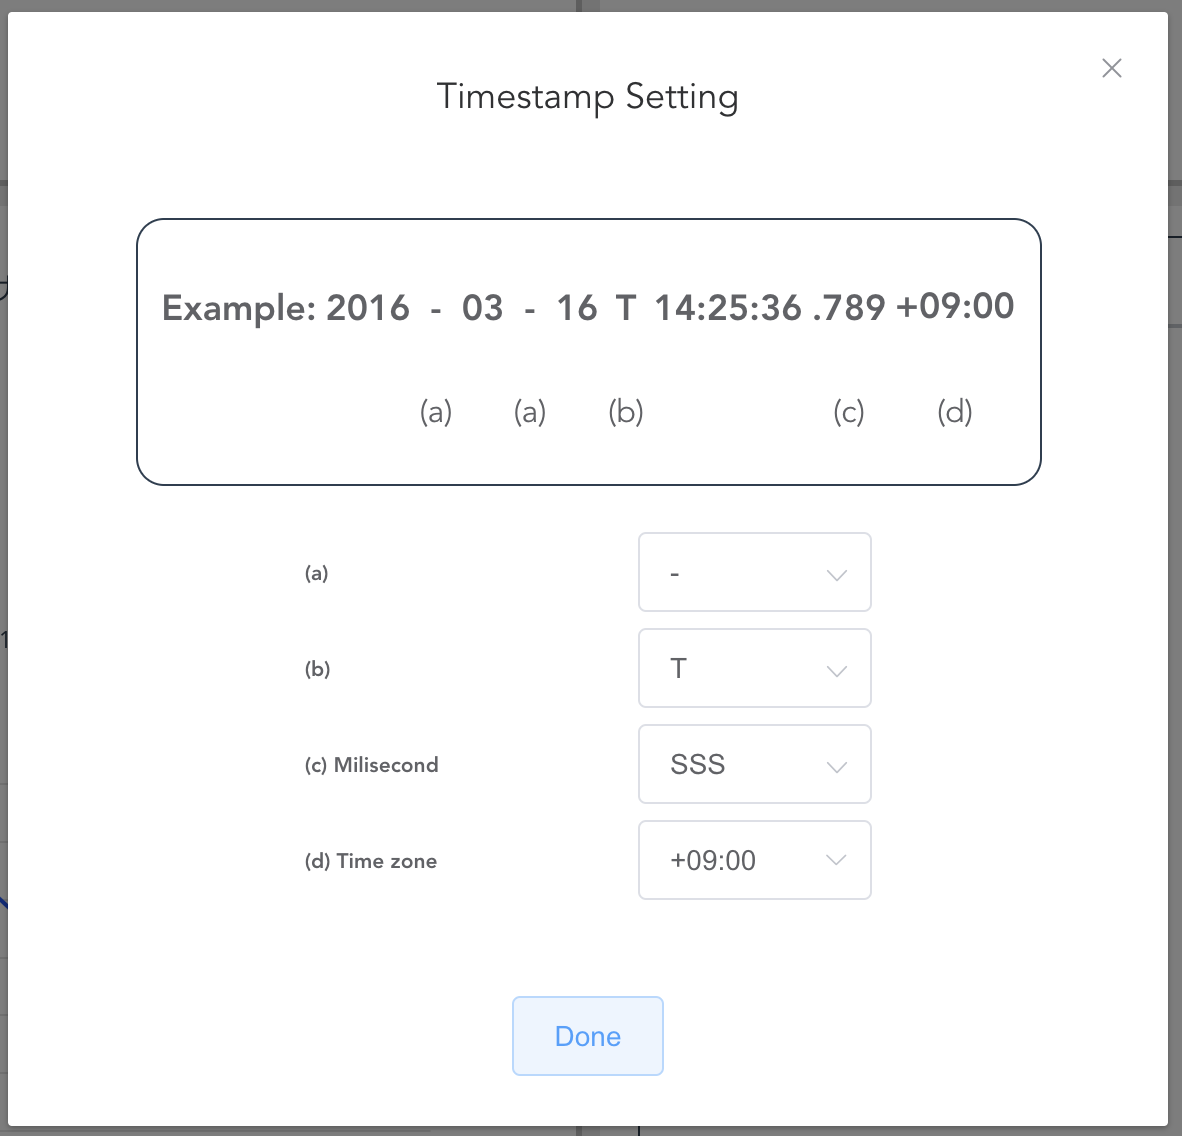 Timestamp Setting
Example: 2016 - 03 - 16 T 14:25:36 .789 +09:00
(a) (a) (b) (c) (d)
(a) -
(b) T
(c) Milisecond SSS
(d) Time zone +09:00
Done